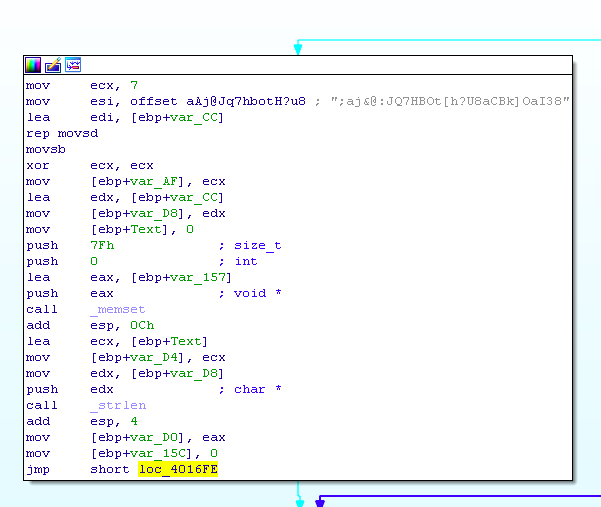 mov ecx, 7
mov esi, offset aAj@Jq7hbotH?u8 ; ";aj&@:JQ7HBOt[h?U8aCBk]OaI38"
lea edi, [ebp+var_CC]
rep movsd
movsb
xor ecx, ecx
mov [ebp+var_AF], ecx
lea edx, [ebp+var_CC]
mov [ebp+var_D8], edx
mov [ebp+Text], 0
push 7Fh ; size_t
push 0 ; int
lea eax, [ebp+var_157]
push eax ; void *
call _memset
add esp, 0Ch
lea ecx, [ebp+Text]
mov [ebp+var_D4], ecx
mov edx, [ebp+var_D8]
push edx ; char *
call _strlen
add esp, 4
mov [ebp+var_D0], eax
mov [ebp+var_15C], 0
jmp short loc_4016FE